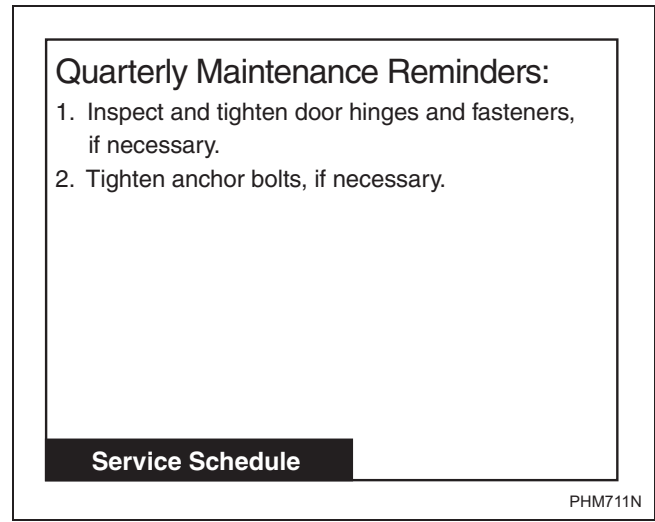 Quarterly Maintenance Reminders:
1. Inspect and tighten door hinges and fasteners,
if necessary.
2. Tighten anchor bolts, if necessary.
Service Schedule
PHM711N